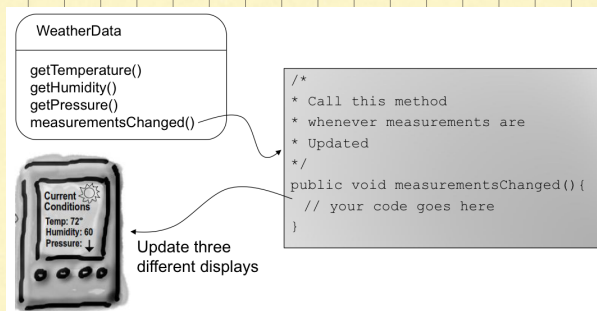 WeatherData
getTemperature()
getHumidity()
getPressure()
measurementsChanged()
/*
* Call this method
* whenever measurements are
* Updated
*/
public void measurementsChanged(){
// your code goes here
}
Current
Conditions
Temp: 72°
Humidity: 60
Pressure:
Update three
different displays